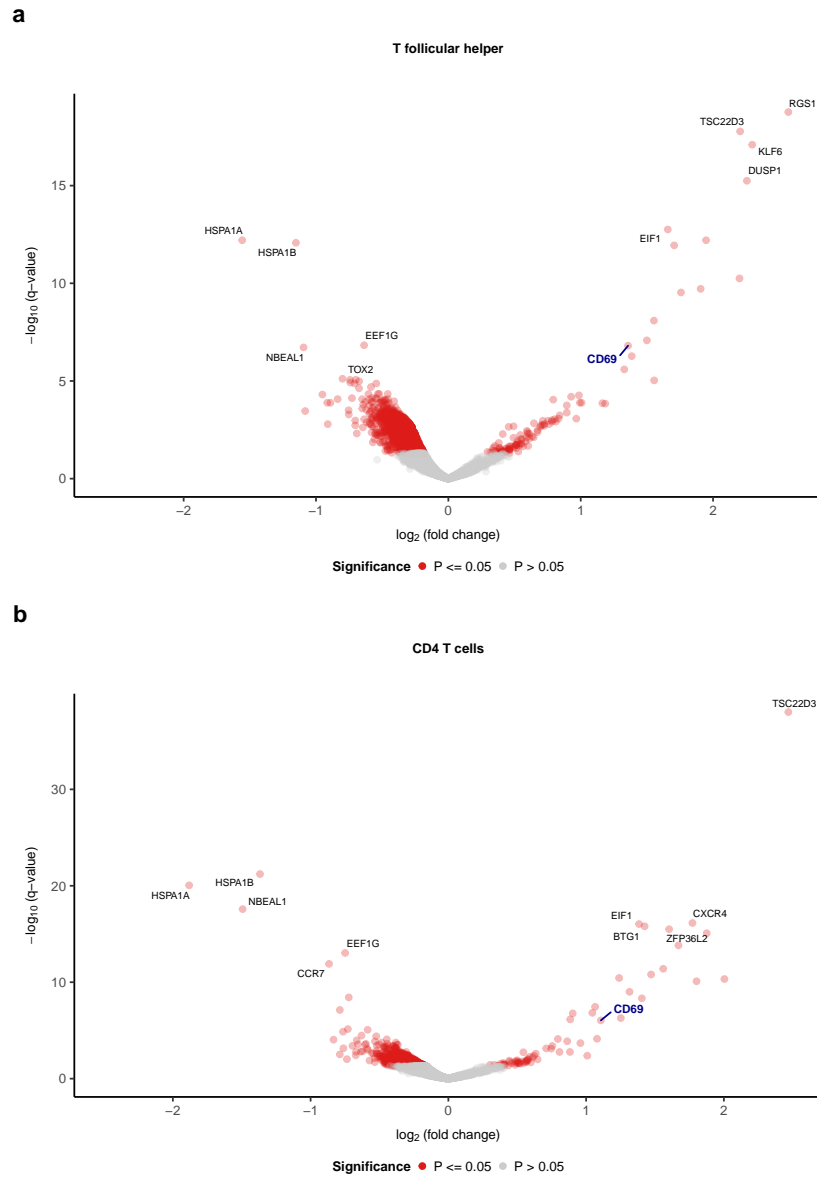 a
T follicular helper
RGS1
TSC22D3
KLF6
DUSP1
15
HSPA1A
EIF1
HSPA1B
−log10 (q−value)
10
EEF1G
NBEAL1
CD69
TOX2
5
0
−2 −1 0 1 2
log2 (fold change)
Significance P <= 0.05 P > 0.05
b
CD4 T cells
TSC22D3
30
HSPA1B
20
HSPA1A
NBEAL1
EIF1
CXCR4
−log10 (q−value)
BTG1
ZFP36L2
EEF1G
CCR7
10
CD69
0
−2 −1 0 1 2
log2 (fold change)
Significance P <= 0.05 P > 0.05